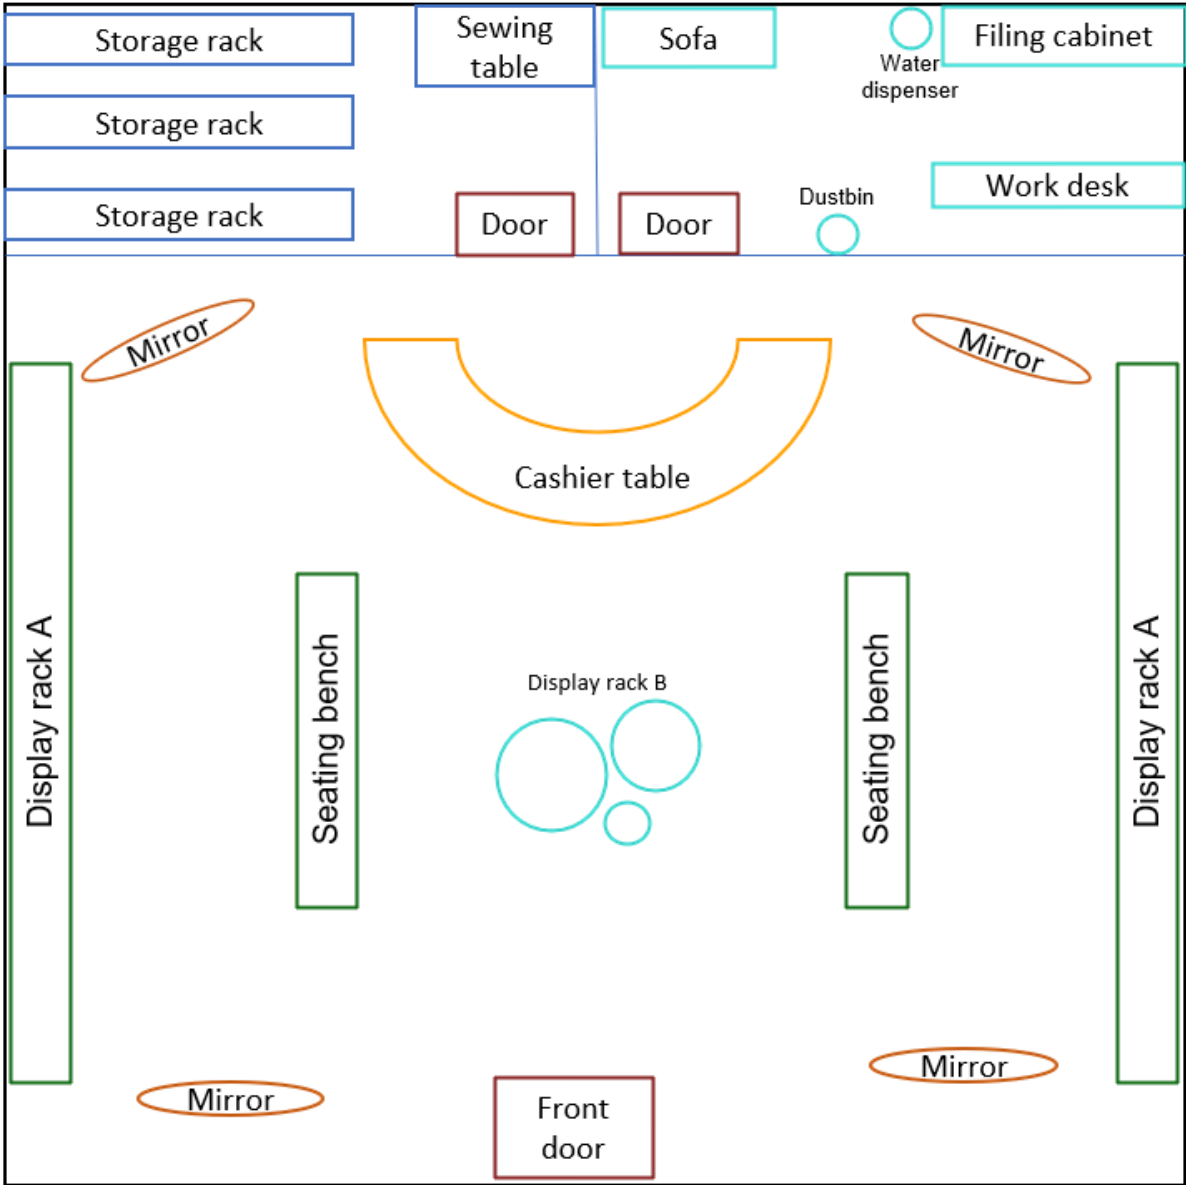 Storage rack
Sewing
table
Sofa
Water
dispenser
Filing cabinet
Storage rack
Storage rack
Door
Door
Dustbin
Work desk
Mirror
Mirror
Cashier table
Display rack A
Seating bench
Display rack B
Seating bench
Display rack A
Mirror
Front
door
Mirror